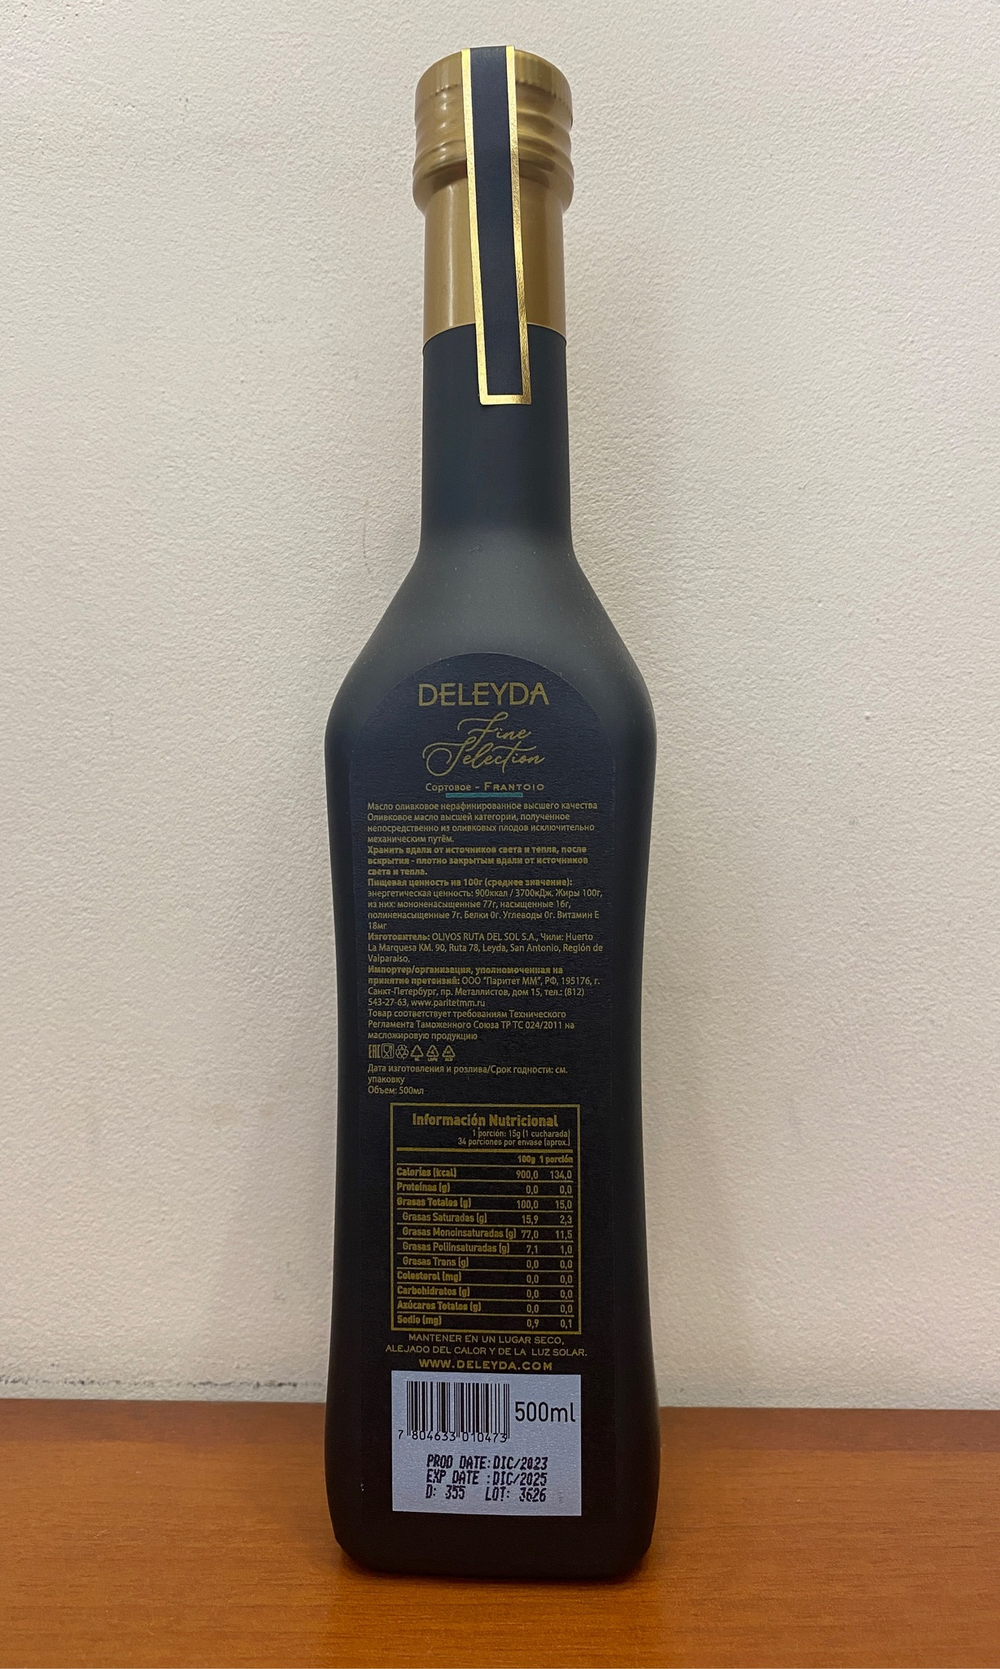 DELEYDA
Fine
Selection
Сортовое - FRANTOIO
Масло оливковое нерафинированное высшего качества
Оливковое масло высшей категории, полученное
непосредственно из оливковых плодов исключительно
механическим путём.
Хранить вдали от источников света и тепла, после
вскрытия - плотно закрытым вдали от источников
света и тепла.
Пищевая ценность на 100г (среднее значение):
энергетическая ценность: 900ккал / 3700кДж. Жиры 100г,
из них: мононенасыщенные 77г, насыщенные 16г,
полиненасыщенные 7г. Белки 0г. Углеводы 0г. Витамин Е
18мг
Изготовитель: OLIVOS RUTA DEL SOL S.A., Чили: Huerto
La Marquesa KM. 90, Ruta 78, Leyda, San Antonio, Región de
Valparaiso.
Импортер/организация, уполномоченная на
принятие претензий: ООО "Паритет ММ", РФ, 195176, г.
Санкт-Петербург, пр. Металлистов, дом 15, тел.: (812)
543-27-63, www.paritetmm.ru
Товар соответствует требованиям Технического
Регламента Таможенного Союза ТР ТС 024/2011 на
масложировую продукцию
EAC
Дата изготовления и розлива/Срок годности: см.
упаковку
Объем: 500мл
Información Nutricional
1 porción: 15g (1 cucharada)
34 porciones por envase (aprox.)
100g 1 porción
Calorías (kcal) 900,0 134,0
Proteínas (g) 0,0 0,0
Grasas Totales (g) 100,0 15,0
Grasas Saturadas (g) 15,9 2,3
Grasas Monoinsaturadas (g) 77,0 11,5
Grasas Poliinsaturadas (g) 7,1 1,0
Grasas Trans (g) 0,0 0,0
Colesterol (mg) 0,0 0,0
Carbohidratos (g) 0,0 0,0
Azúcares Totales (g) 0,0 0,0
Sodio (mg) 0,9 0,1
MANTENER EN UN LUGAR SECO,
ALEJADO DEL CALOR Y DE LA LUZ SOLAR.
WWW.DELEYDA.COM
500ml
7 804633 010473
PROD DATE:DIC/2023
EXP DATE :DIC/2025
D: 355 LOT: 3626